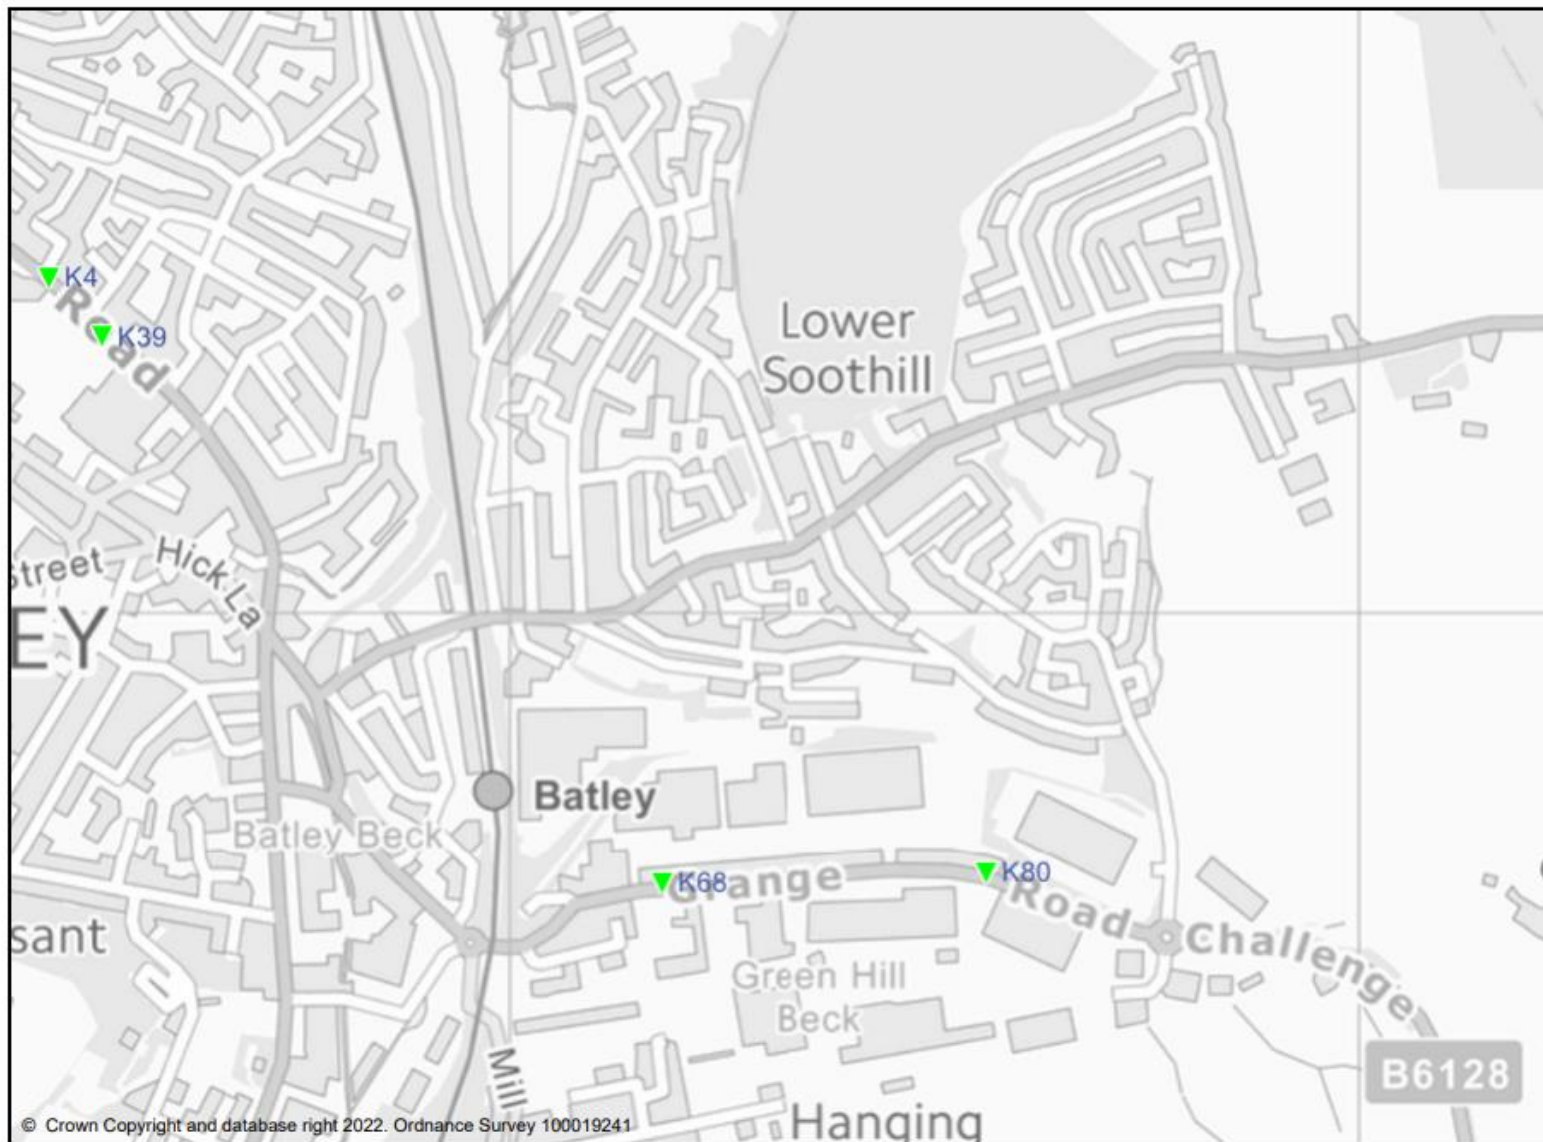 K4
Road
K39
Lower
Soothill
Street
Hick La
EY
Batley
Batley Beck
K68
Grange
K80
Road
Challenge
sant
Green Hill
Beck
B6128
Mill
Hanging
© Crown Copyright and database right 2022. Ordnance Survey 100019241